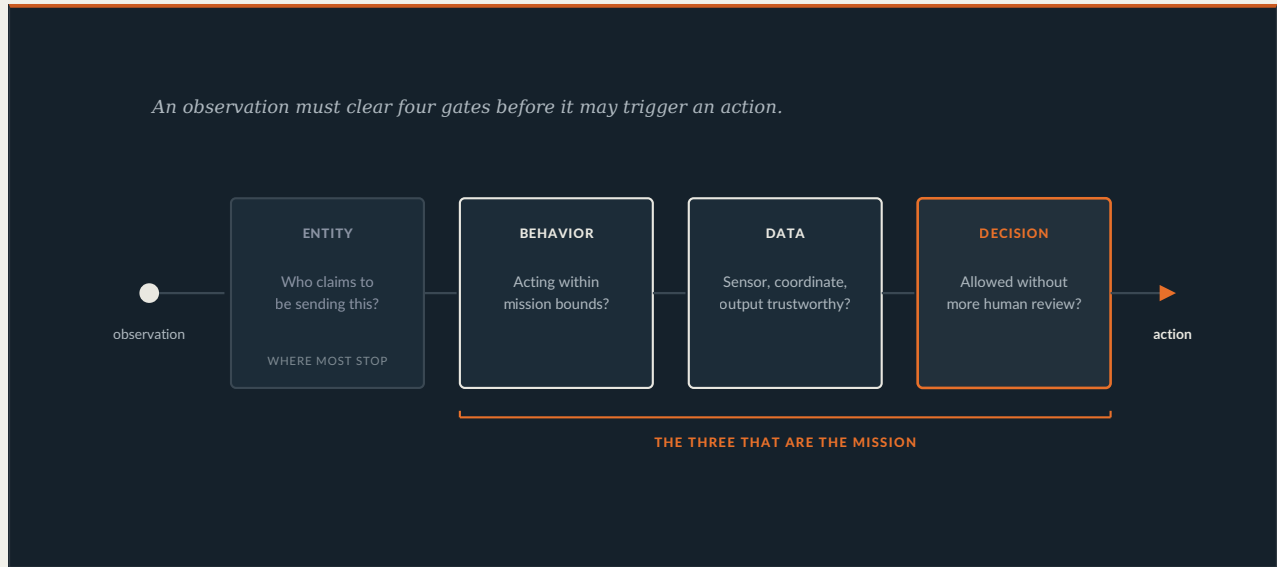 An observation must clear four gates before it may trigger an action.
ENTITY
Who claims to
be sending this?
WHERE MOST STOP
BEHAVIOR
Acting within
mission bounds?
DATA
Sensor, coordinate,
output trustworthy?
DECISION
Allowed without
more human review?
observation
action
THE THREE THAT ARE THE MISSION